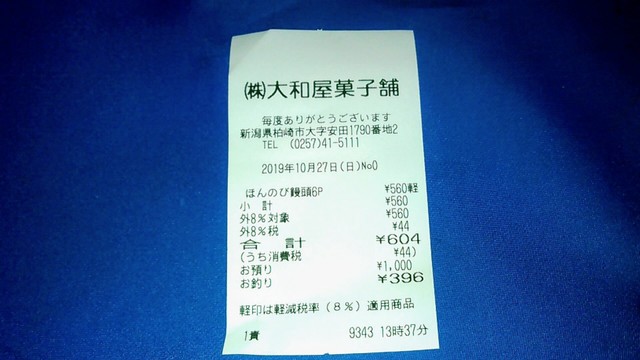 ㈱大和屋菓子舗
毎度ありがとうございます
新潟県柏崎市大字安田1790番地2
TEL (0257)41-5111
2019年10月27日(日)No0
ほんのび饅頭6P ¥560軽
小 計 ¥560
外8%対象 ¥560
外8%税 ¥44
合 計 ¥604
(うち消費税 ¥44)
お預り ¥1,000
お釣り ¥396
軽印は軽減税率(8%)適用商品
1責 9343 13時37分